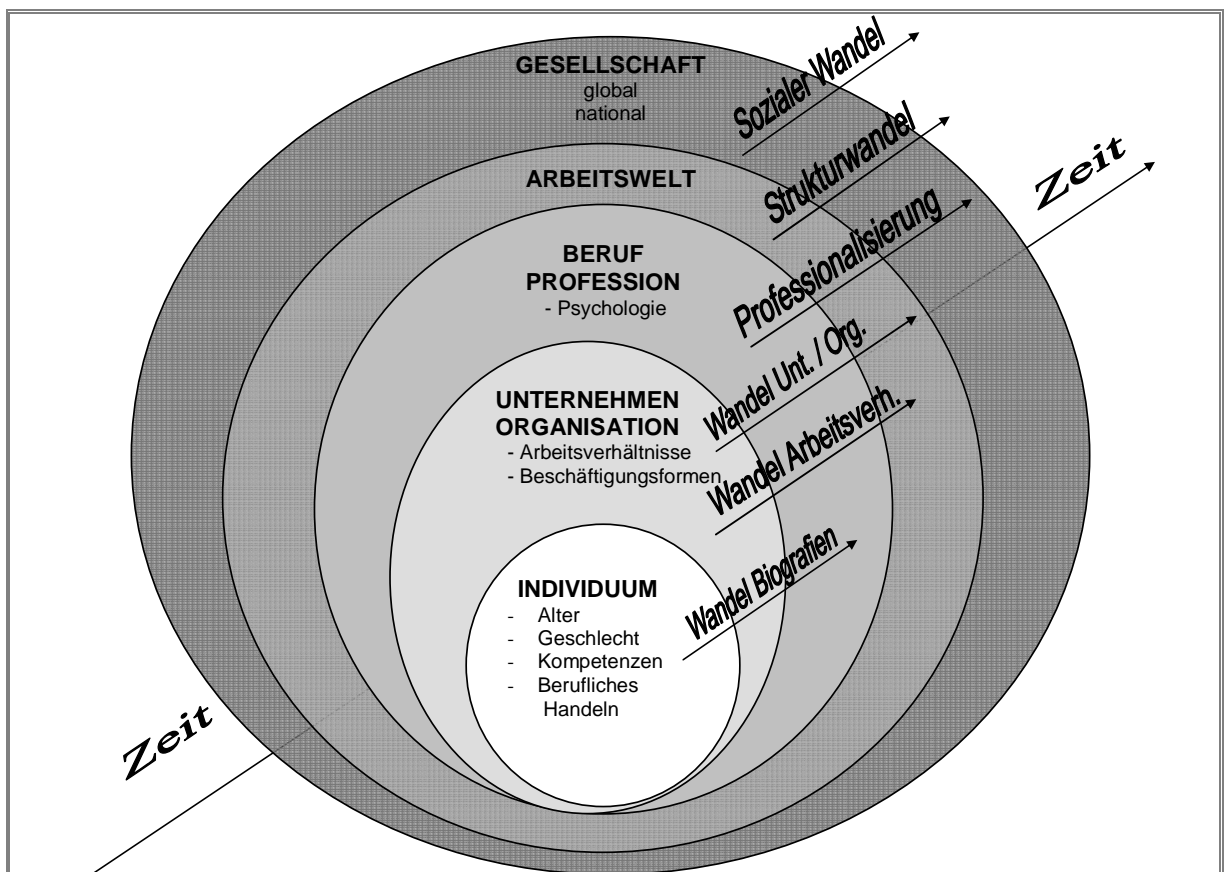 GESELLSCHAFT
global
national
Sozialer Wandel
ARBEITSWELT
Strukturwandel
Zeit
BERUF
PROFESSION
- Psychologie
Professionalisierung
UNTERNEHMEN
ORGANISATION
- Arbeitsverhältnisse
- Beschäftigungsformen
Wandel Unt. / Org.
Wandel Arbeitsverh.
INDIVIDUUM
- Alter
- Geschlecht
- Kompetenzen
- Berufliches
Handeln
Wandel Biografien
Zeit